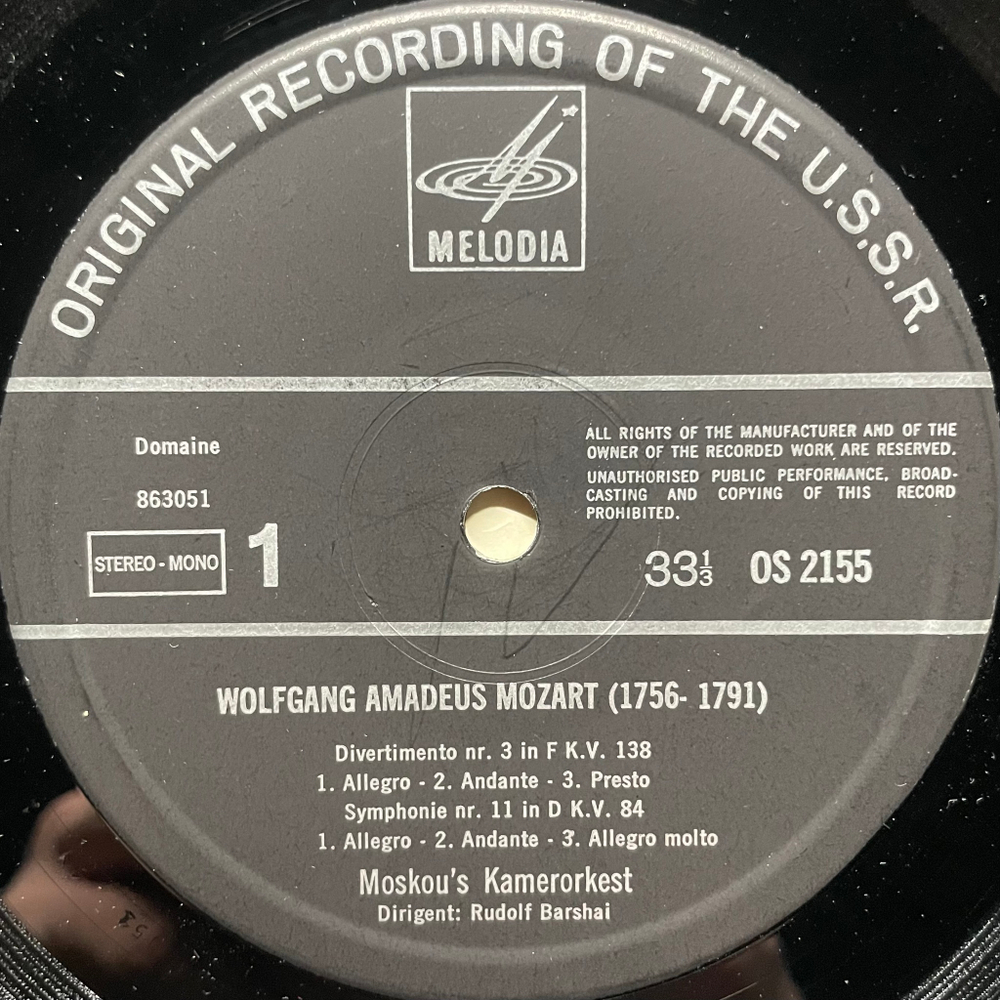 ORIGINAL RECORDING OF THE U.S.S.R.
MELODIA
Domaine
863051
STEREO - MONO
1
ALL RIGHTS OF THE MANUFACTURER AND OF THE
OWNER OF THE RECORDED WORK ARE RESERVED.
UNAUTHORISED PUBLIC PERFORMANCE, BROAD-
CASTING AND COPYING OF THIS RECORD
PROHIBITED.
33⅓ OS 2155
WOLFGANG AMADEUS MOZART (1756- 1791)
Divertimento nr. 3 in F K.V. 138
1. Allegro - 2. Andante - 3. Presto
Symphonie nr. 11 in D K.V. 84
1. Allegro - 2. Andante - 3. Allegro molto
Moskou's Kamerorkest
Dirigent: Rudolf Barshai